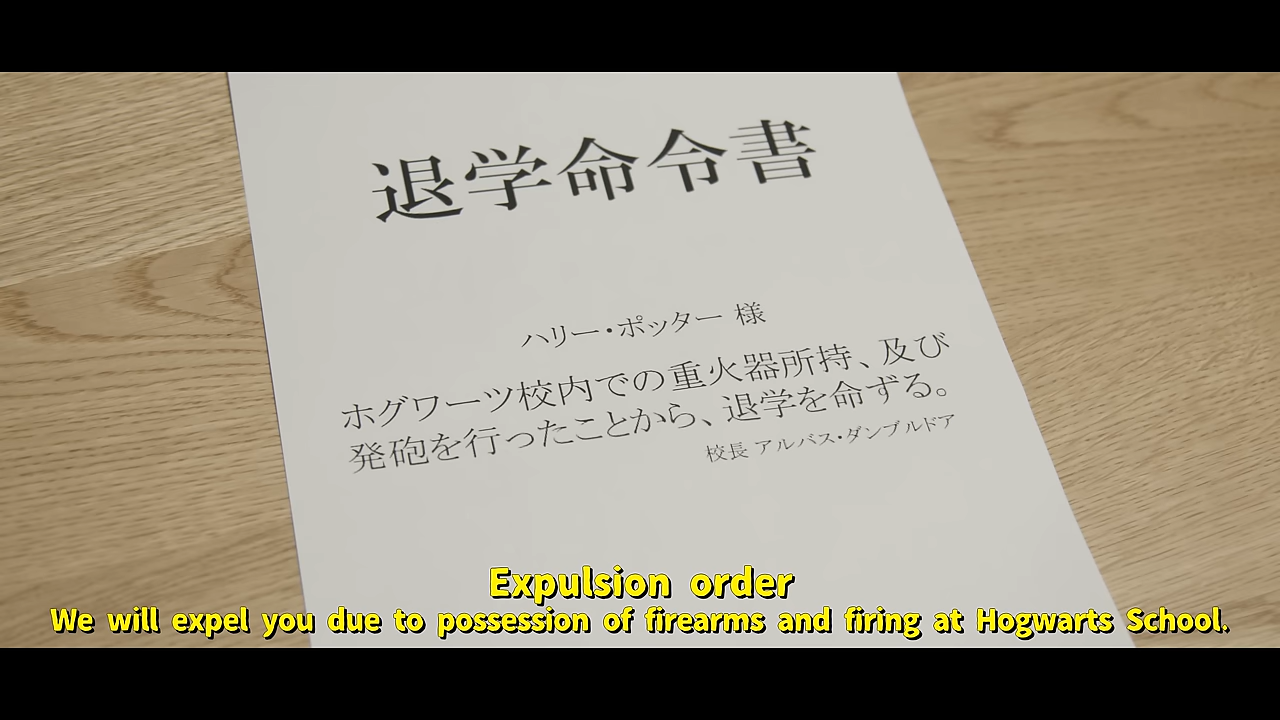 退学命令書
ハリー・ポッター 様
ホグワーツ校内での重火器所持、及び
発砲を行ったことから、退学を命ずる。
校長 アルバス・ダンブルドア
Expulsion order
We will expel you due to possession of firearms and firing at Hogwarts School.